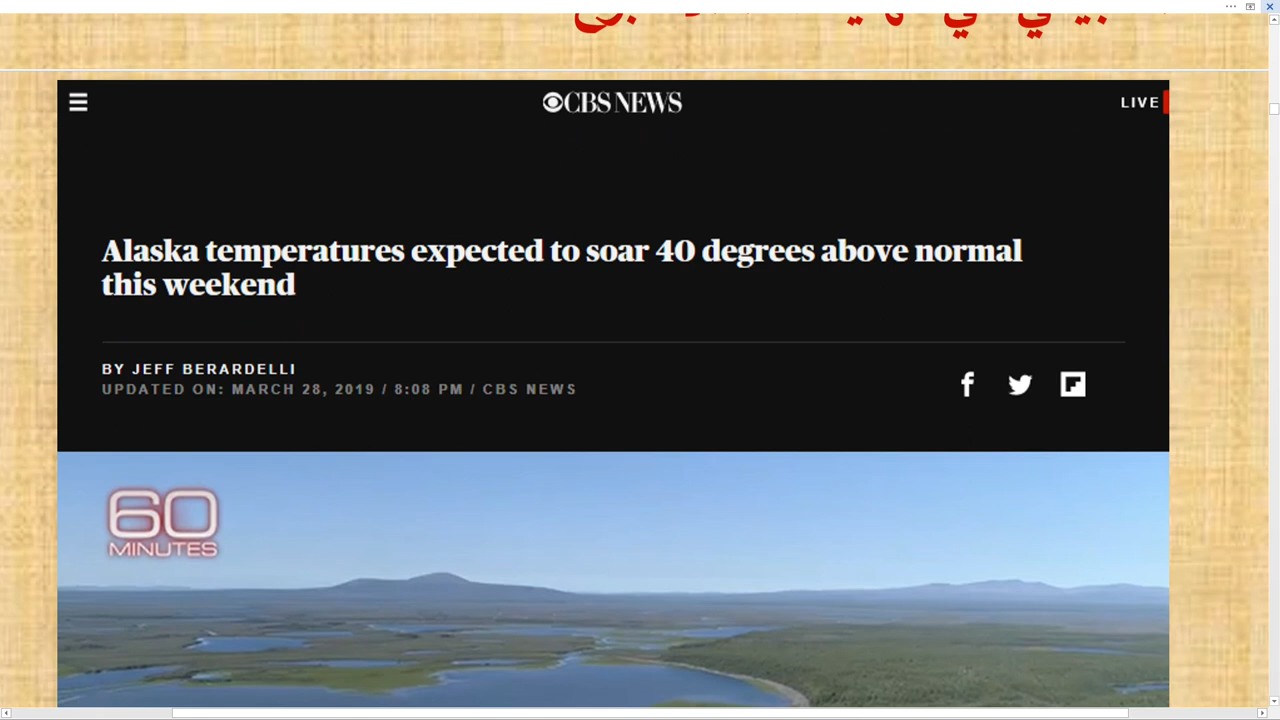 CBS NEWS
LIVE
Alaska temperatures expected to soar 40 degrees above normal
this weekend
BY JEFF BERARDELLI
UPDATED ON: MARCH 28, 2019 / 8:08 PM / CBS NEWS
60
MINUTES